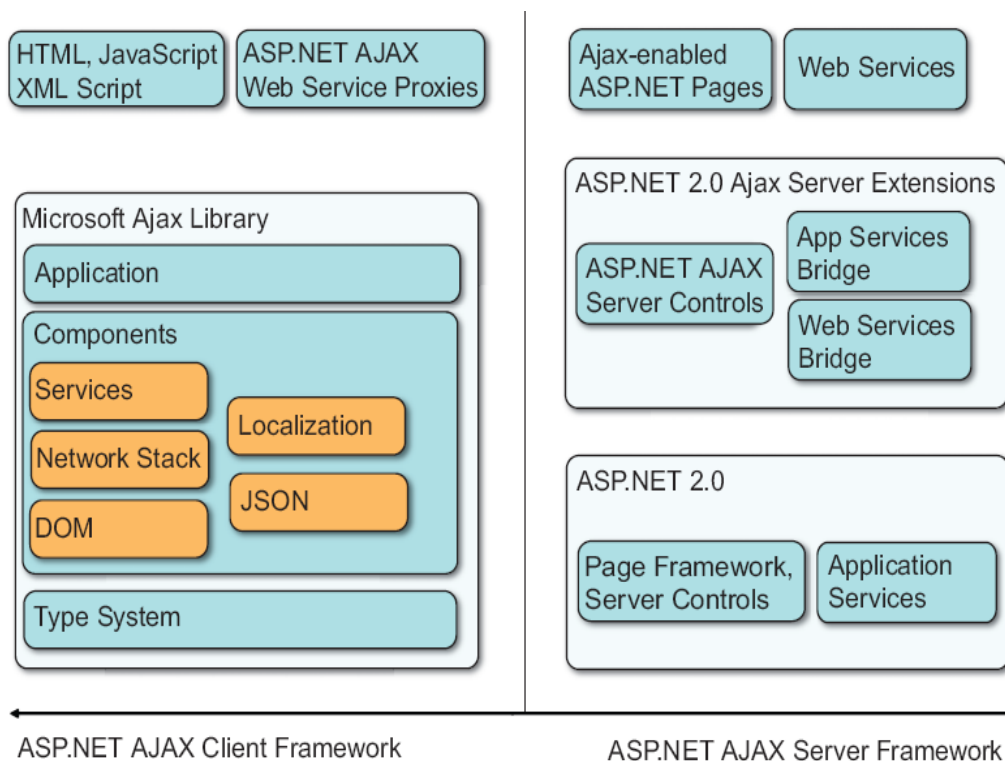 HTML, JavaScript
XML Script
ASP.NET AJAX
Web Service Proxies
Microsoft Ajax Library
Application
Components
Services
Network Stack
DOM
Localization
JSON
Type System
ASP.NET AJAX Client Framework
Ajax-enabled
ASP.NET Pages
Web Services
ASP.NET 2.0 Ajax Server Extensions
ASP.NET AJAX
Server Controls
App Services
Bridge
Web Services
Bridge
ASP.NET 2.0
Page Framework,
Server Controls
Application
Services
ASP.NET AJAX Server Framework